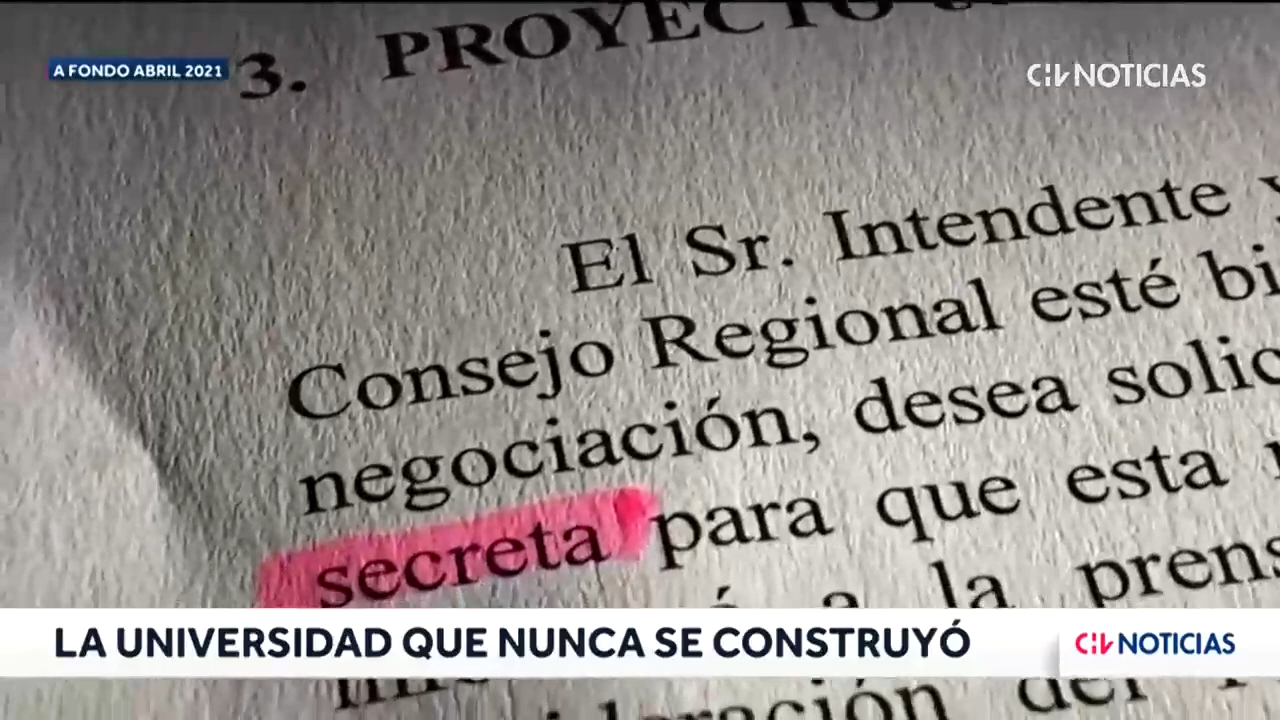 A FONDO ABRIL 2021
CHV NOTICIAS
3. PROYECTO
El Sr. Intendente y
Consejo Regional esté bi
negociación, desea solic
secreta para que esta
a la prens
LA UNIVERSIDAD QUE NUNCA SE CONSTRUYÓ
CHV NOTICIAS